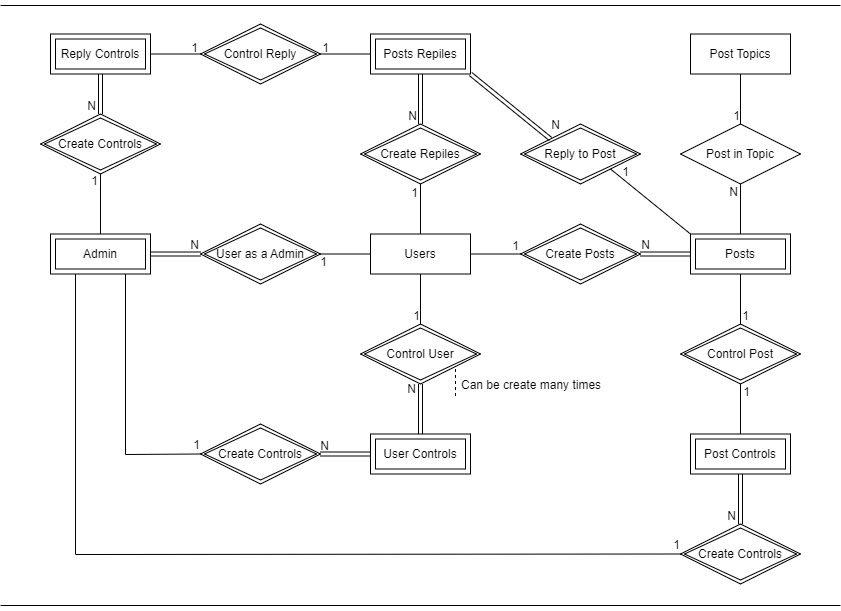 Reply Controls
1
Control Reply
1
Posts Repiles
Post Topics
N
N
N
1
Create Controls
Create Repiles
Reply to Post
Post in Topic
1
1
1
N
Admin
N
User as a Admin
1
Users
1
Create Posts
N
Posts
1
1
Control User
Control Post
N
Can be create many times
1
1
Create Controls
N
User Controls
Post Controls
N
1
Create Controls